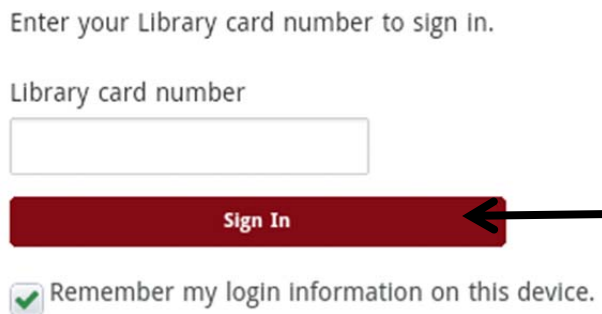 Enter your Library card number to sign in.
Library card number
Sign In
Remember my login information on this device.